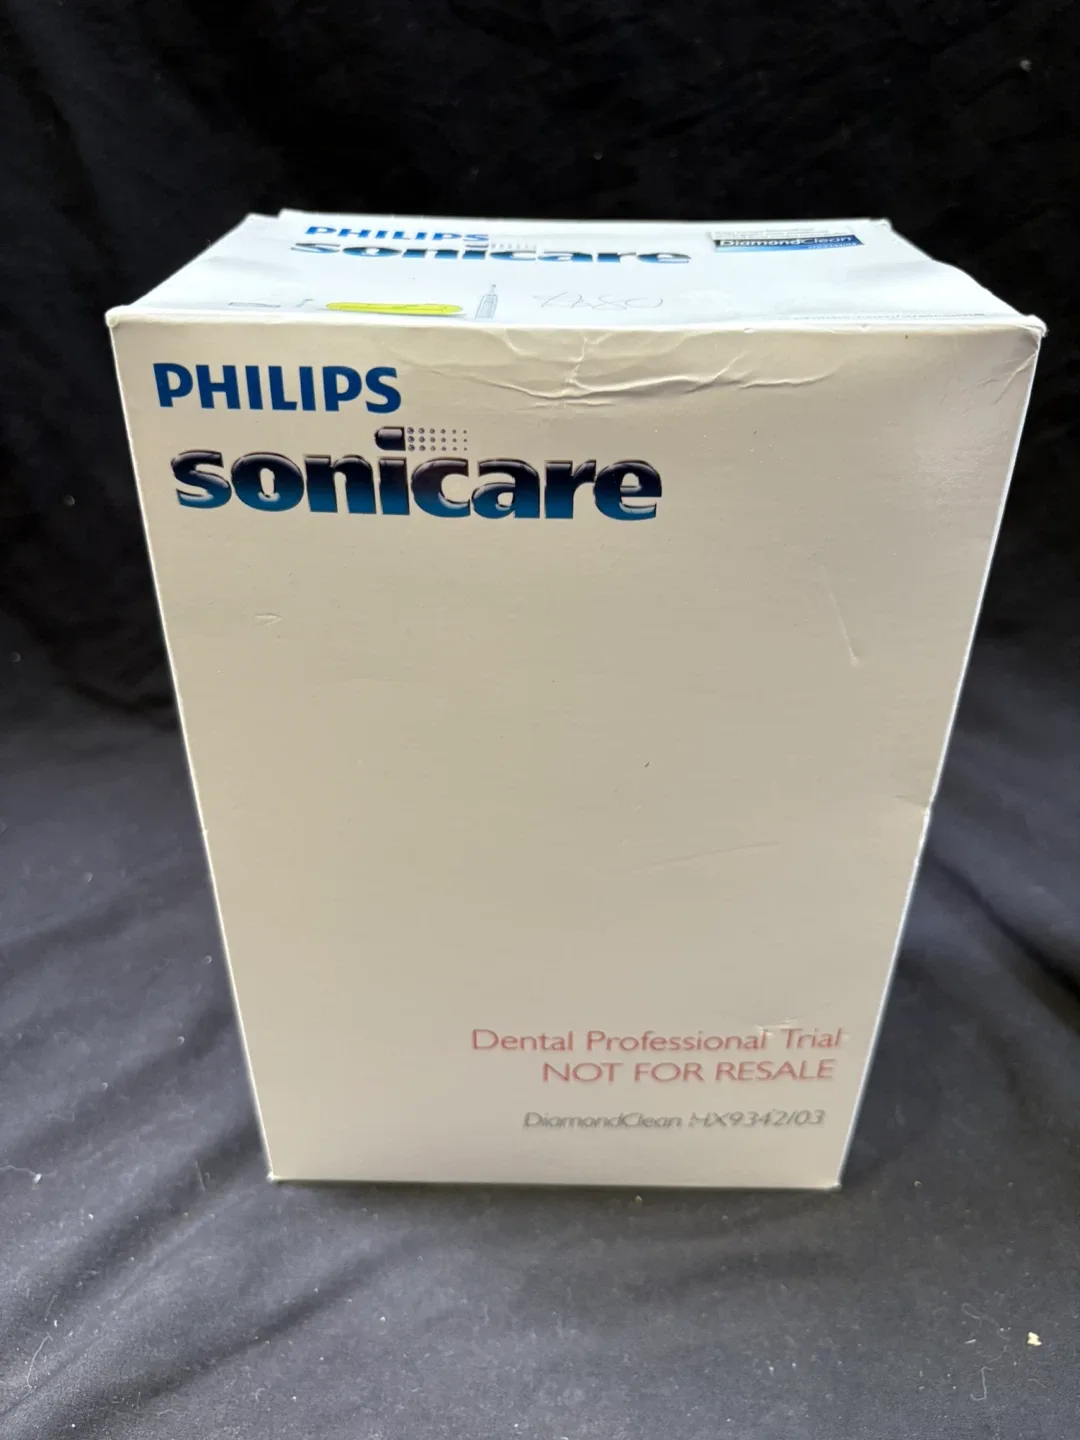 PHILIPS
sonicare
DiamondClean
PHILIPS
sonicare
Dental Professional Trial
NOT FOR RESALE
DiamondClean HX9342/03